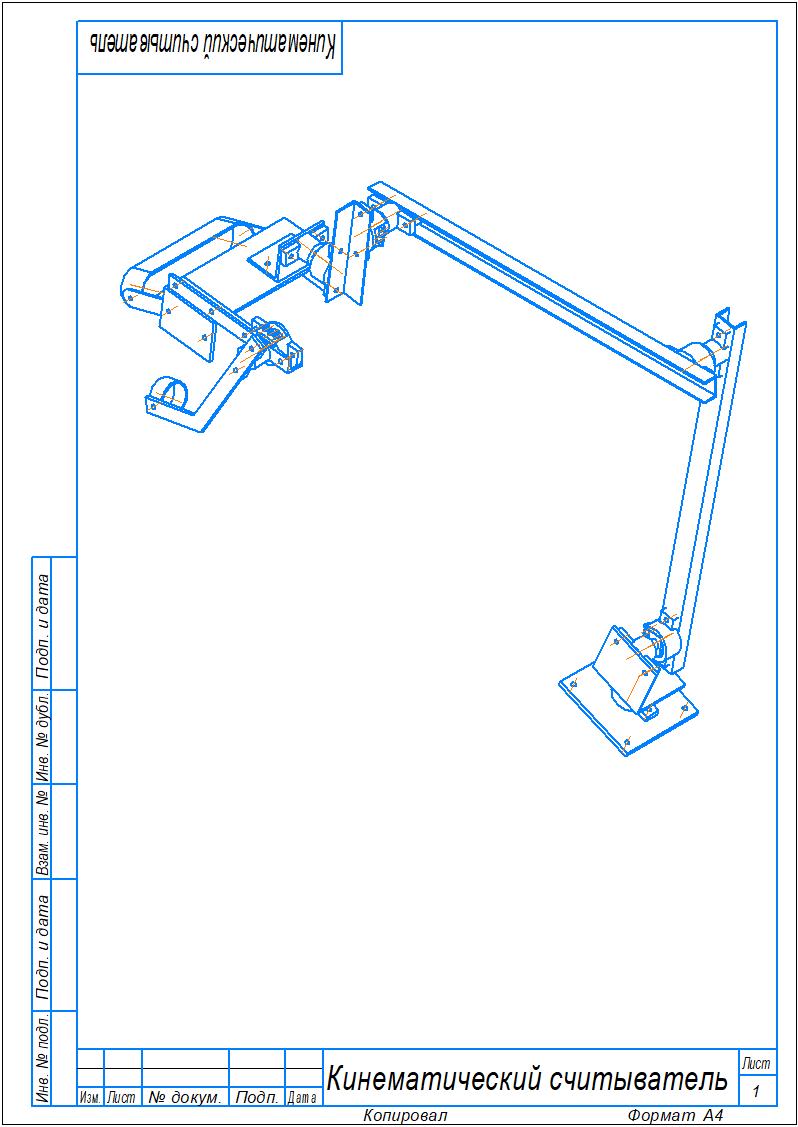 Кинематический считыватель
Подп. и дата
Инв. № дубл.
Взам. инв. №
Подп. и дата
Инв. № подл.
Изм. Лист № докум. Подп. Дата
Кинематический считыватель
Лист
1
Копировал Формат А4